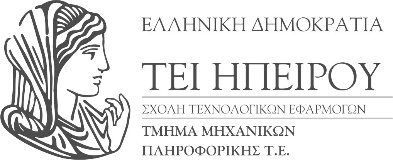 ΕΛΛΗΝΙΚΗ ΔΗΜΟΚΡΑΤΙΑ
ΤΕΙ ΗΠΕΙΡΟΥ
ΣΧΟΛΗ ΤΕΧΝΟΛΟΓΙΚΩΝ ΕΦΑΡΜΟΓΩΝ
ΤΜΗΜΑ ΜΗΧΑΝΙΚΩΝ
ΠΛΗΡΟΦΟΡΙΚΗΣ Τ.Ε.